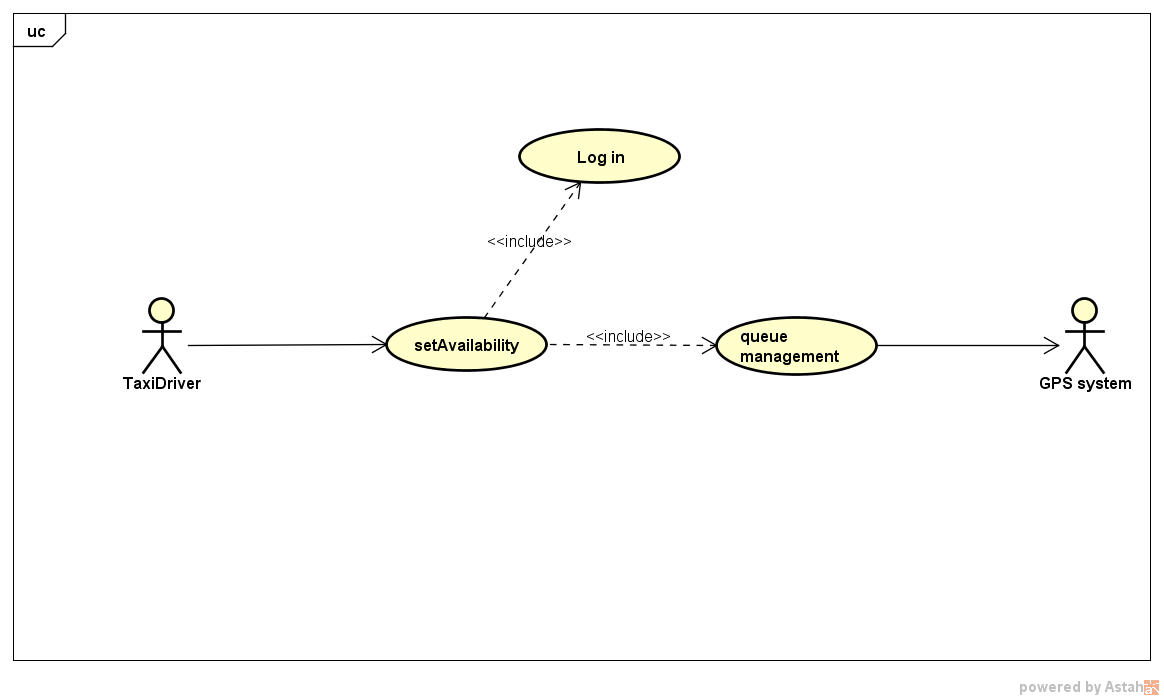 uc
Log in
<<include>>
<<include>>
setAvailability
queue
management
TaxiDriver
GPS system
powered by Astah